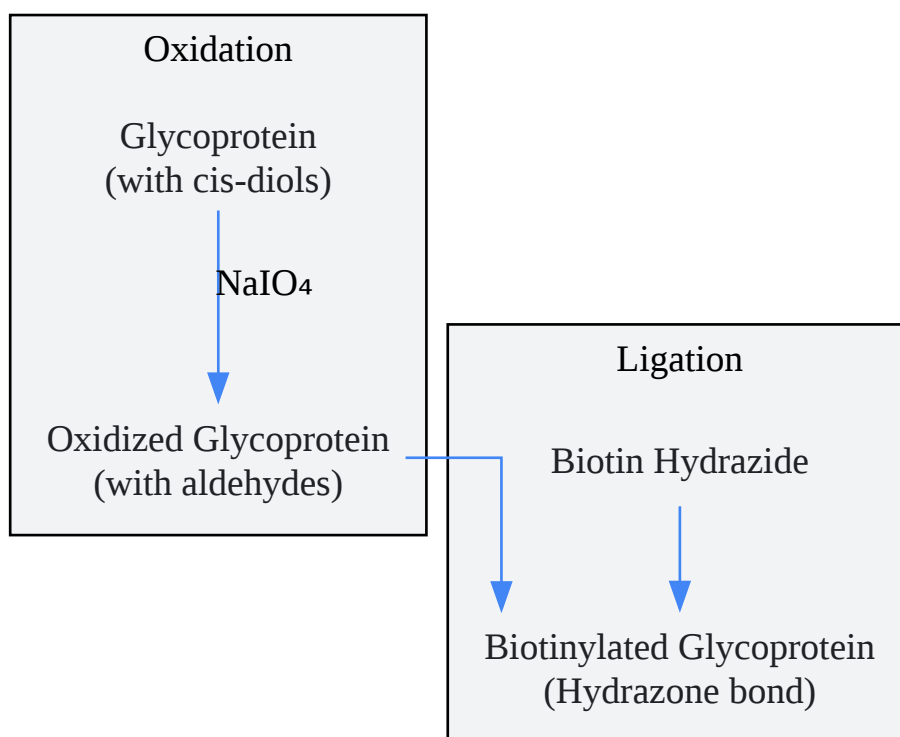 Oxidation
Glycoprotein
(with cis-diols)
NaIO₄
Oxidized Glycoprotein
(with aldehydes)
Ligation
Biotin Hydrazide
Biotinylated Glycoprotein
(Hydrazone bond)